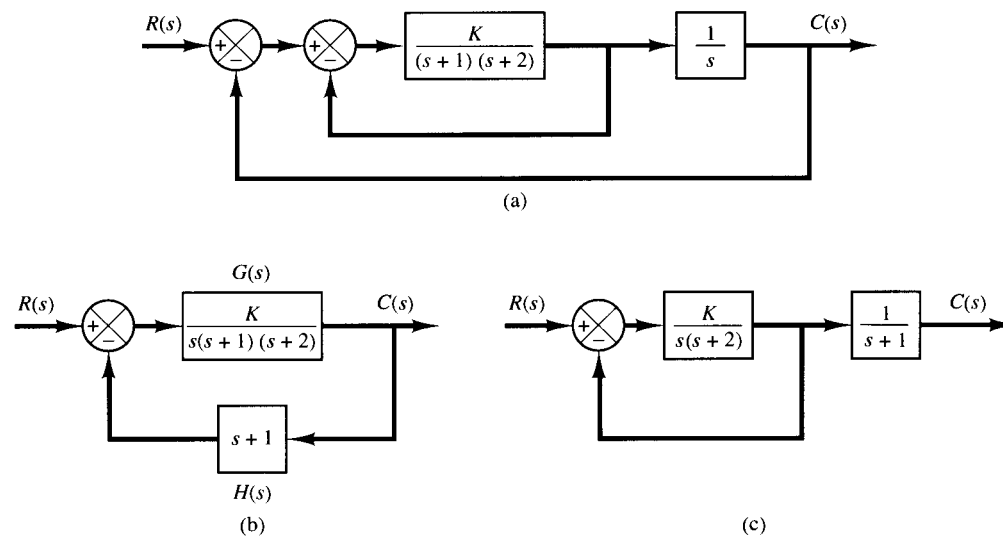 R(s)
+
−
+
−
K
(s + 1) (s + 2)
1
s
C(s)
(a)
G(s)
R(s)
+
−
K
s(s + 1) (s + 2)
C(s)
s + 1
H(s)
(b)
R(s)
+
−
K
s(s + 2)
1
s + 1
C(s)
(c)